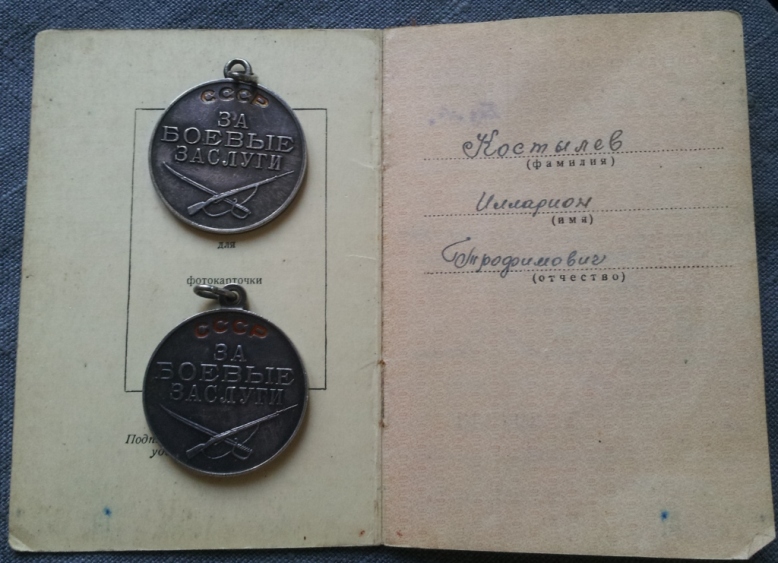 СССР
ЗА
БОЕВЫЕ
ЗАСЛУГИ
для
фотокарточки
СССР
ЗА
БОЕВЫЕ
ЗАСЛУГИ
Костылев
(фамилия)
Илларион
(имя)
Трофимович
(отчество)